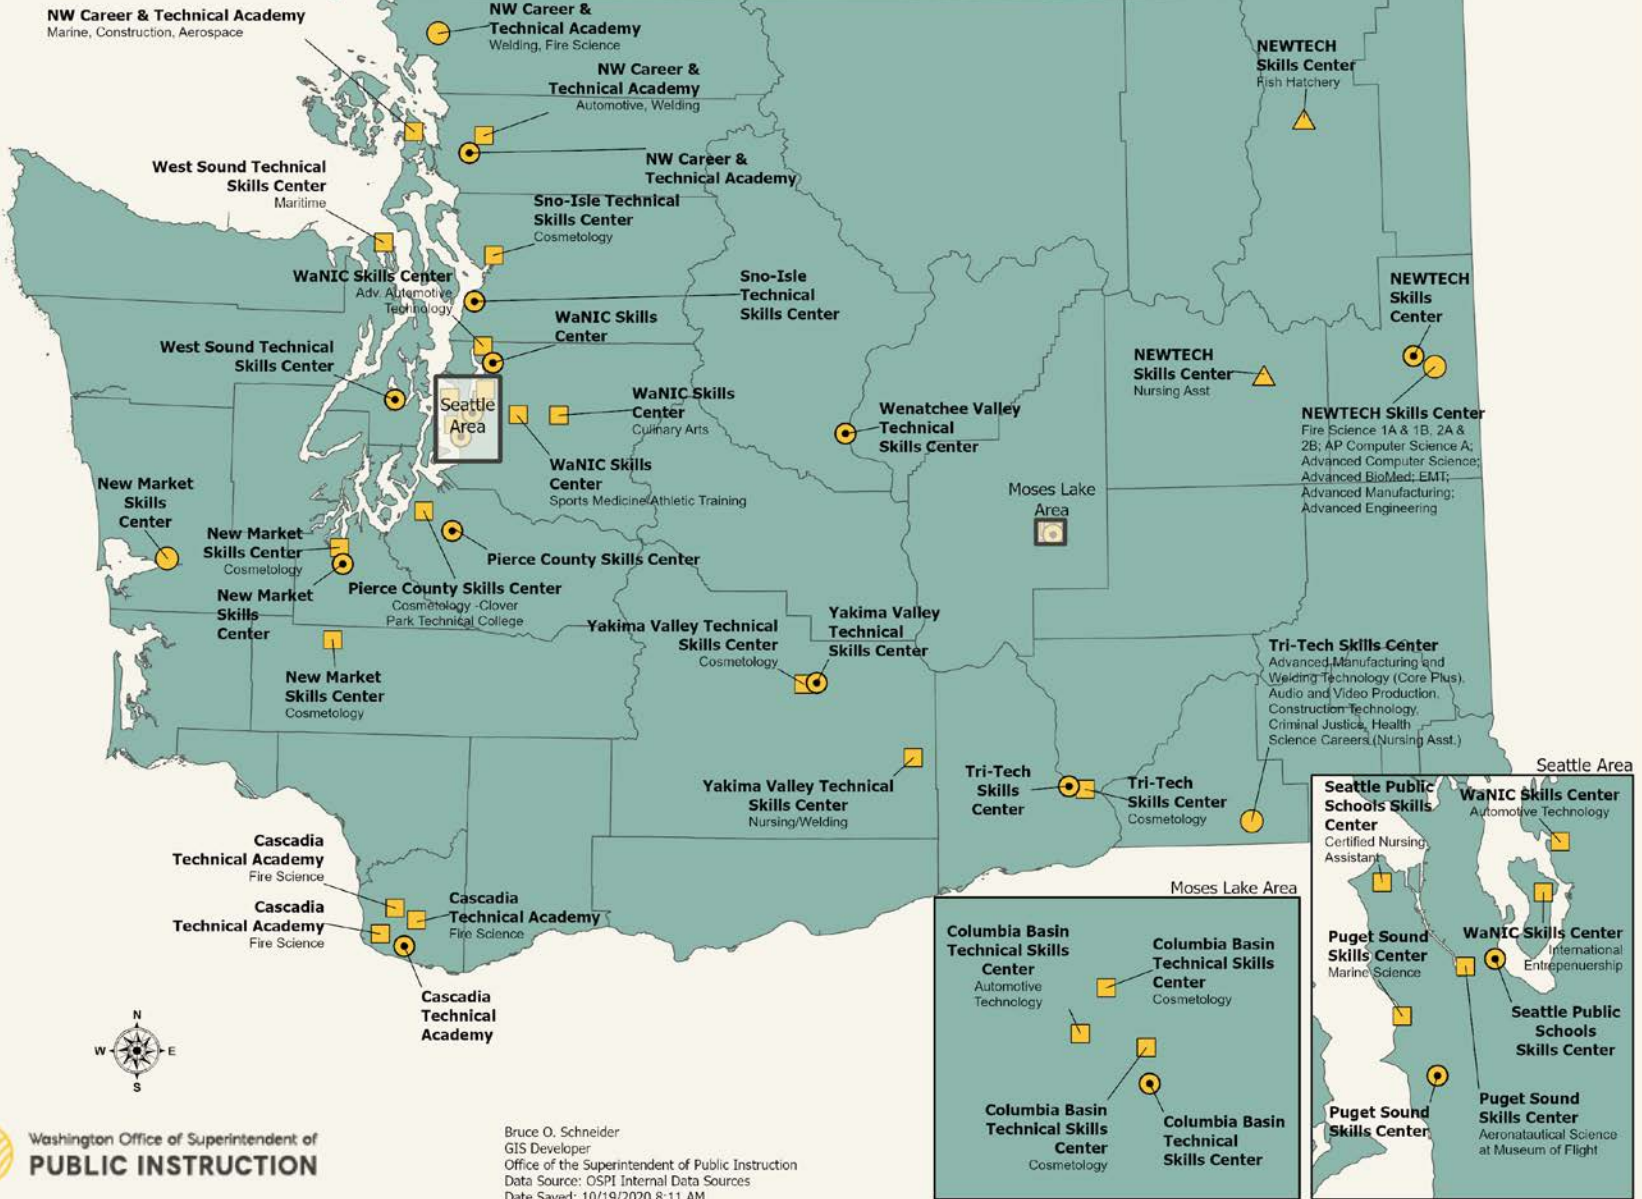 NW Career & Technical Academy
Marine, Construction, Aerospace
NW Career &
Technical Academy
Welding, Fire Science
NW Career &
Technical Academy
Automotive, Welding
NW Career &
Technical Academy
NEWTECH
Skills Center
Fish Hatchery
West Sound Technical
Skills Center
Maritime
Sno-Isle Technical
Skills Center
Cosmetology
WaNIC Skills Center
Adv. Automotive
Technology
Sno-Isle
Technical
Skills Center
WaNIC Skills
Center
NEWTECH
Skills
Center
West Sound Technical
Skills Center
NEWTECH
Skills Center
Nursing Asst
Seattle
Area
WaNIC Skills
Center
Culinary Arts
Wenatchee Valley
Technical
Skills Center
NEWTECH Skills Center
Fire Science 1A & 1B, 2A &
2B; AP Computer Science A;
Advanced Computer Science;
Advanced BioMed; EMT;
Advanced Manufacturing;
Advanced Engineering
WaNIC Skills
Center
Sports Medicine/Athletic Training
New Market
Skills
Center
Moses Lake
Area
New Market
Skills Center
Cosmetology
Pierce County Skills Center
New Market
Skills
Center
Pierce County Skills Center
Cosmetology -Clover
Park Technical College
Yakima Valley Technical
Skills Center
Cosmetology
Yakima Valley
Technical
Skills Center
Tri-Tech Skills Center
Advanced Manufacturing and
Welding Technology (Core Plus).
Audio and Video Production.
Construction Technology,
Criminal Justice, Health
Science Careers (Nursing Asst.)
New Market
Skills Center
Cosmetology
Yakima Valley Technical
Skills Center
Nursing/Welding
Tri-Tech
Skills
Center
Tri-Tech
Skills Center
Cosmetology
Seattle Area
Seattle Public
Schools Skills
Center
Certified Nursing
Assistant
WaNIC Skills Center
Automotive Technology
Cascadia
Technical Academy
Fire Science
Cascadia
Technical Academy
Fire Science
Cascadia
Technical Academy
Fire Science
Cascadia
Technical
Academy
Moses Lake Area
Columbia Basin
Technical Skills
Center
Automotive
Technology
Columbia Basin
Technical Skills
Center
Cosmetology
Columbia Basin
Technical Skills
Center
Cosmetology
Columbia Basin
Technical
Skills Center
Puget Sound
Skills Center
Marine Science
WaNIC Skills Center
International
Entrepenuership
Seattle Public
Schools
Skills Center
Puget Sound
Skills Center
Puget Sound
Skills Center
Aeronatautical Science
at Museum of Flight
N
W
E
S
Washington Office of Superintendent of
PUBLIC INSTRUCTION
Bruce O. Schneider
GIS Developer
Office of the Superintendent of Public Instruction
Data Source: OSPI Internal Data Sources
Date Saved: 10/19/2020 8:11 AM